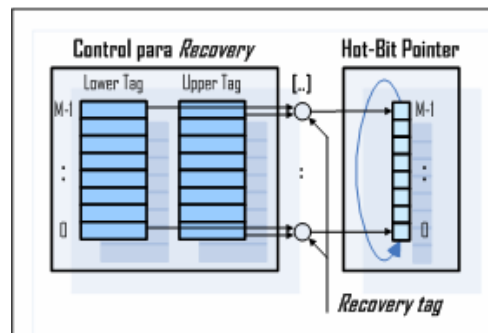 Control para Recovery
Hot-Bit Pointer
Lower Tag
Upper Tag
[..]
M-1
M-1
:
:
:
0
0
Recovery tag